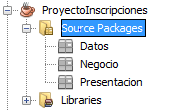 ProyectoInscripciones
Source Packages
Datos
Negocio
Presentacion
Libraries